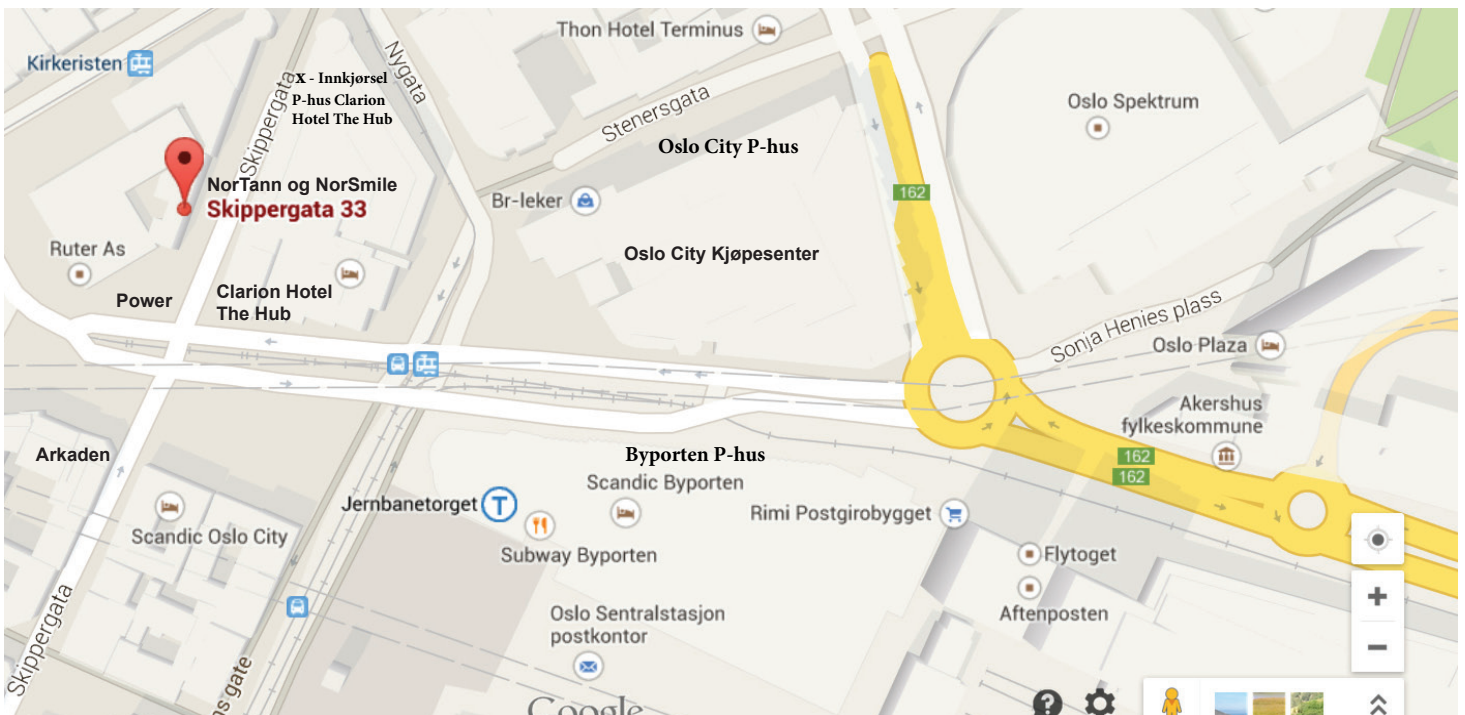 Thon Hotel Terminus
Kirkeristen
Nygata
x - Innkjørsel
P-hus Clarion
Hotel The Hub
Skippergata
Skippergata
Stenersgata
Oslo Spektrum
Oslo City P-hus
NorTann og NorSmile
Skippergata 33
Br-leker
162
Ruter As
Oslo City Kjøpesenter
Power
Clarion Hotel
The Hub
Sonja Henies plass
Oslo Plaza
Akershus
fylkeskommune
Arkaden
Byporten P-hus
162
162
Scandic Byporten
Jernbanetorget
T
Rimi Postgirobygget
Scandic Oslo City
Subway Byporten
Flytoget
Aftenposten
Oslo Sentralstasjon
postkontor
Skippergata
ns gate
Google
?
+
−